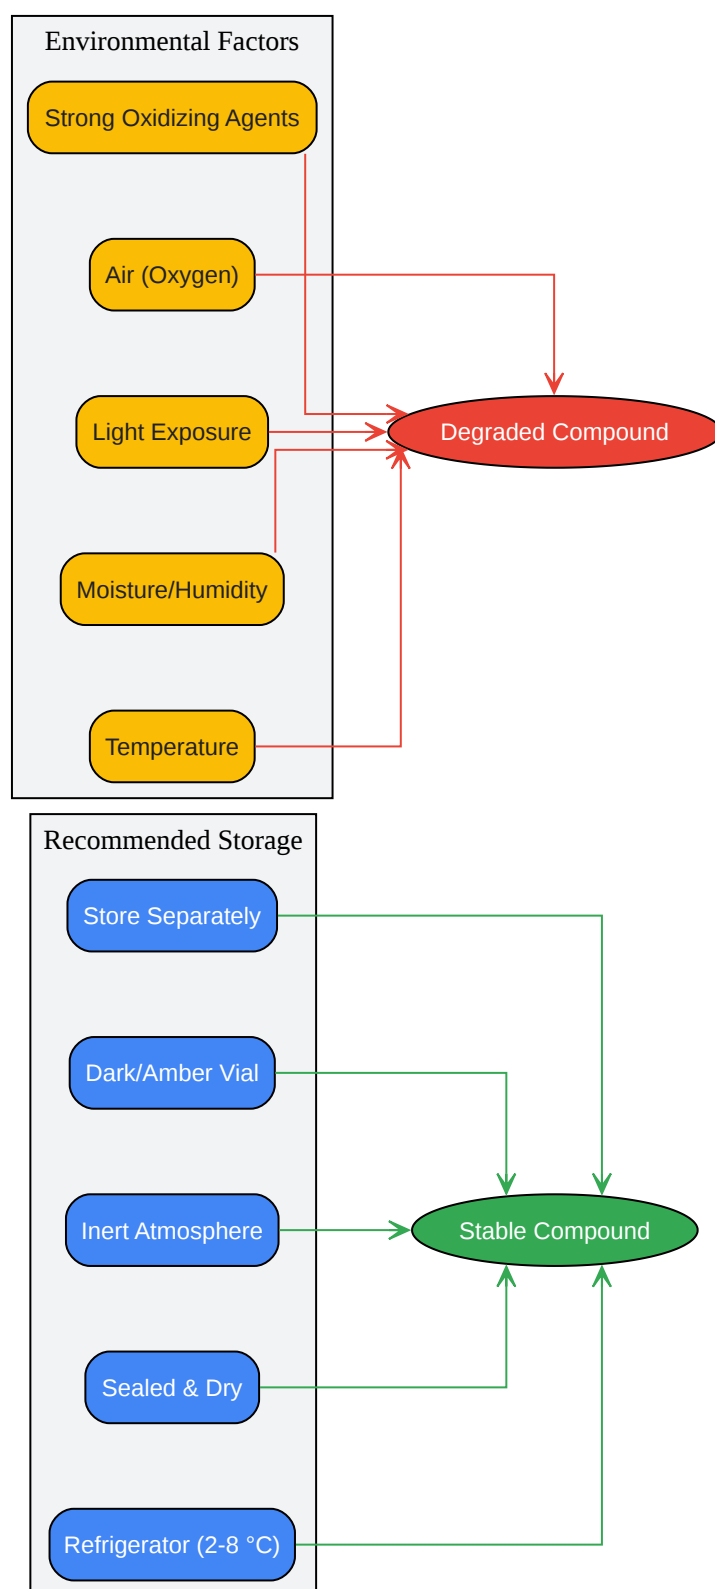 Environmental Factors
Strong Oxidizing Agents
Air (Oxygen)
Light Exposure
Degraded Compound
Moisture/Humidity
Temperature
Recommended Storage
Store Separately
Dark/Amber Vial
Inert Atmosphere
Stable Compound
Sealed & Dry
Refrigerator (2-8 °C)